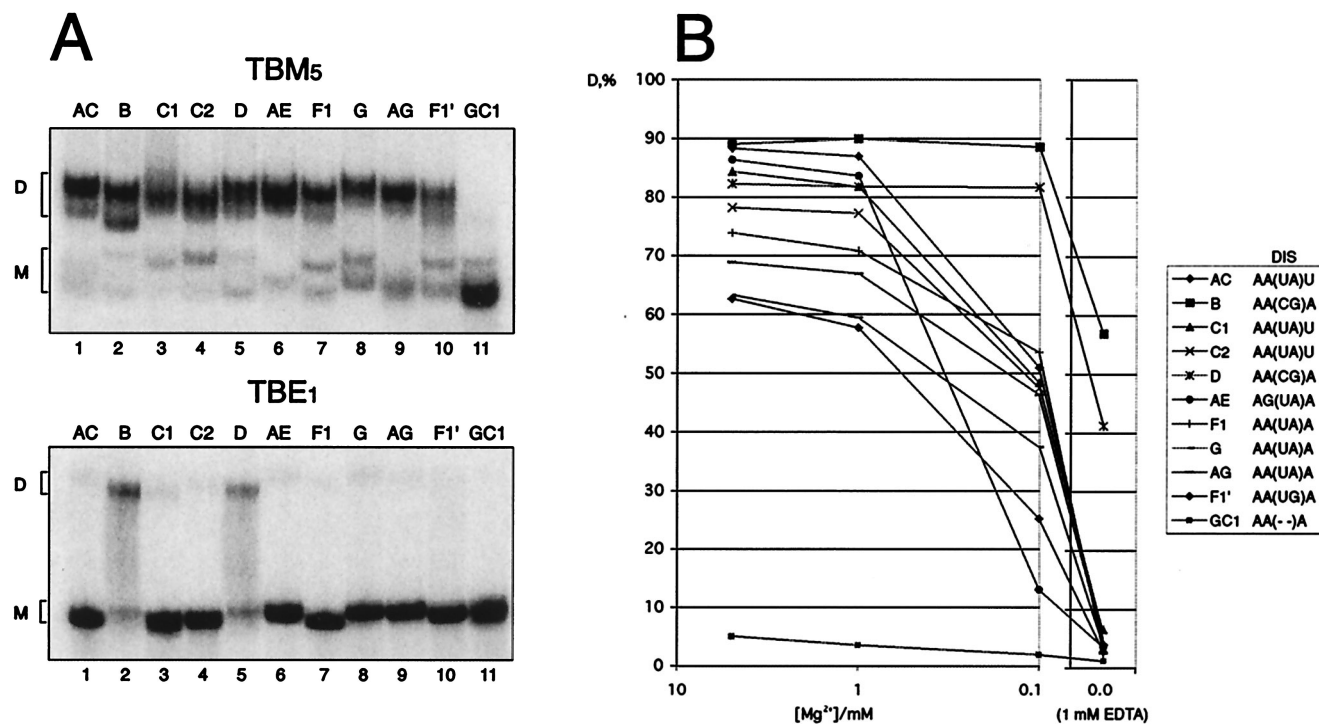 A
TBM5
AC B C1 C2 D AE F1 G AG F1' GC1
D
M
1 2 3 4 5 6 7 8 9 10 11
TBE1
AC B C1 C2 D AE F1 G AG F1' GC1
D
M
1 2 3 4 5 6 7 8 9 10 11
B
D,%
100
90
80
70
60
50
40
30
20
10
0
10 1 0.1 0.0
[Mg2+]/mM (1 mM EDTA)
DIS
AC AA(UA)U
B AA(CG)A
C1 AA(UA)U
C2 AA(UA)U
D AA(CG)A
AE AG(UA)A
F1 AA(UA)A
G AA(UA)A
AG AA(UA)A
F1' AA(UG)A
GC1 AA(--)A